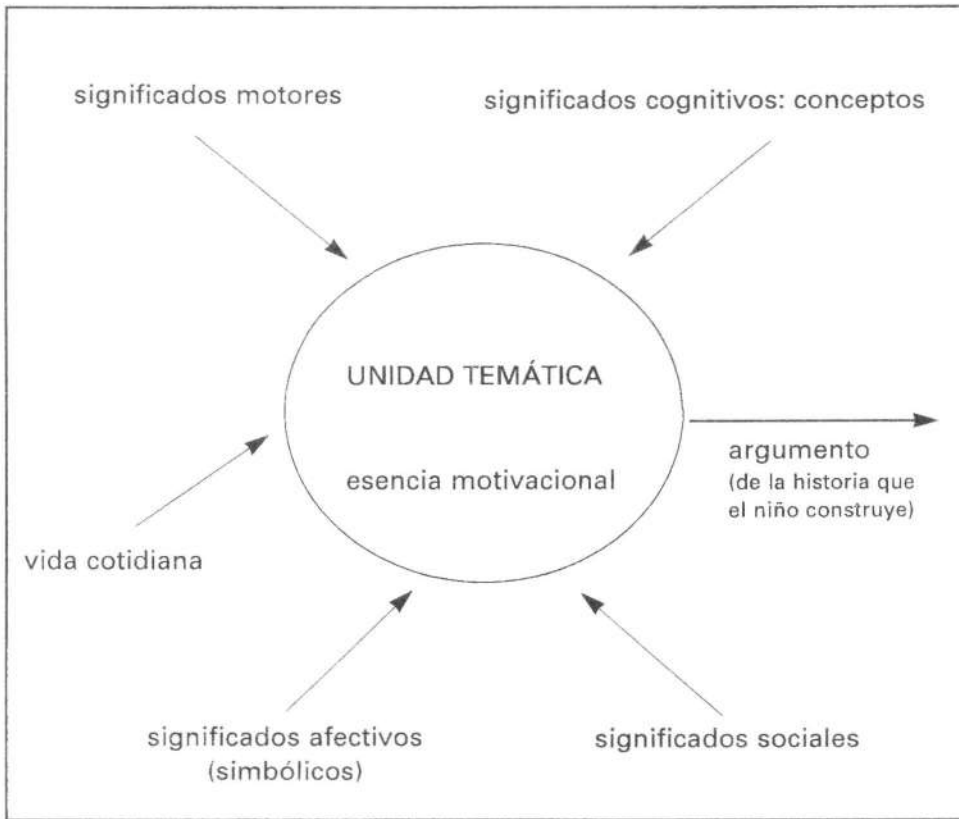 significados motores
significados cognitivos: conceptos
UNIDAD TEMÁTICA
esencia motivacional
argumento
(de la historia que
el niño construye)
vida cotidiana
significados afectivos
(simbólicos)
significados sociales